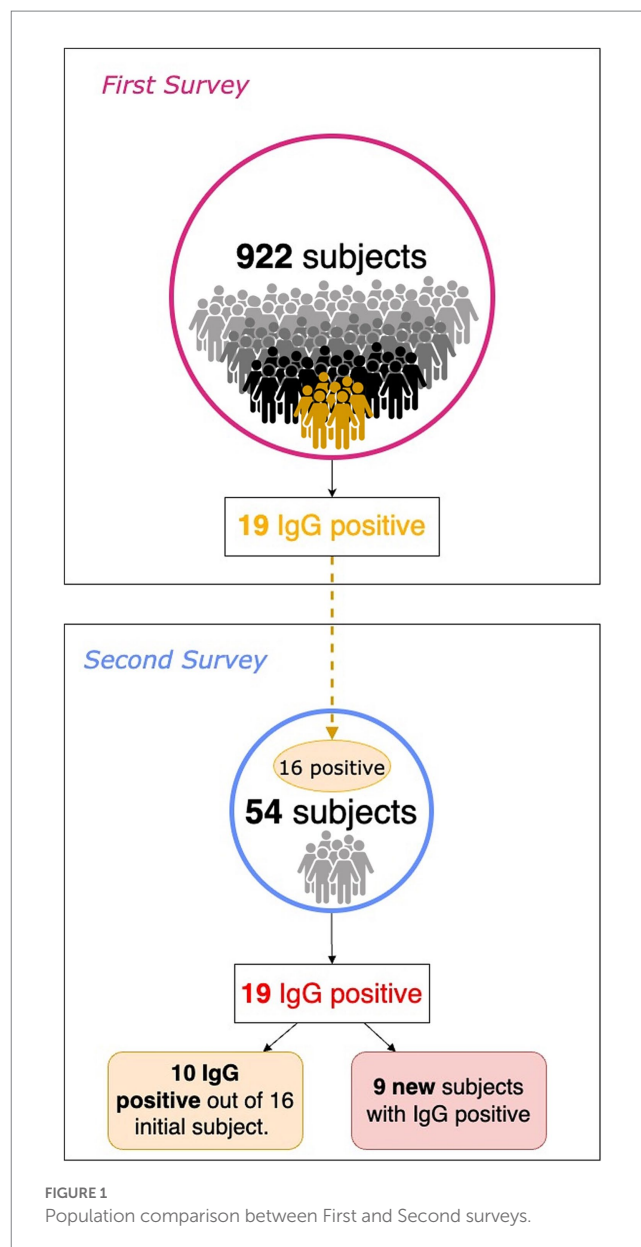 First Survey
922 subjects
19 IgG positive
Second Survey
16 positive
54 subjects
19 IgG positive
10 IgG
positive out of 16
initial subject.
9 new subjects
with IgG positive
FIGURE 1
Population comparison between First and Second surveys.